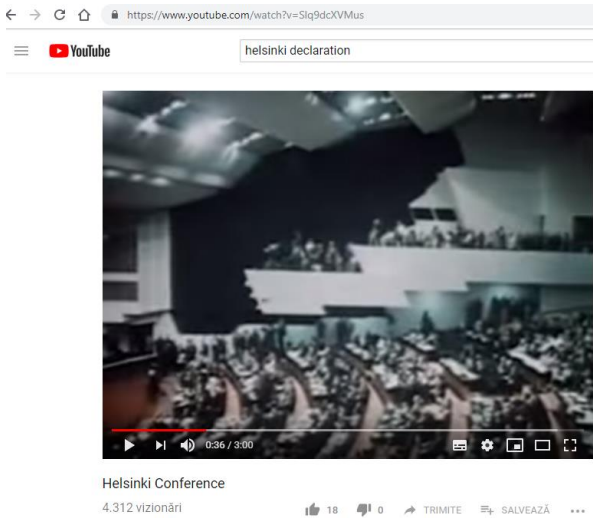 https://www.youtube.com/watch?v=SIq9dcXVMus
YouTube
helsinki declaration
0:36 / 3:00
Helsinki Conference
4.312 vizionări
18 0 TRIMITE SALVEAZĂ